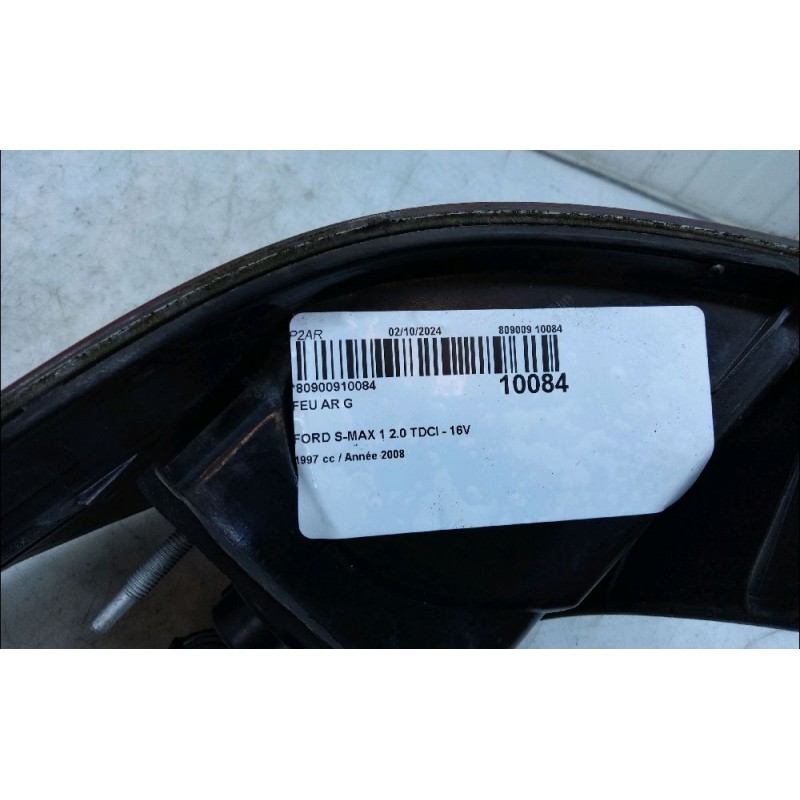 P2AR 02/10/2024 809009 10084
*80900910084 10084
FEU AR G
FORD S-MAX 1 2.0 TDCI - 16V
1997 cc / Année 2008